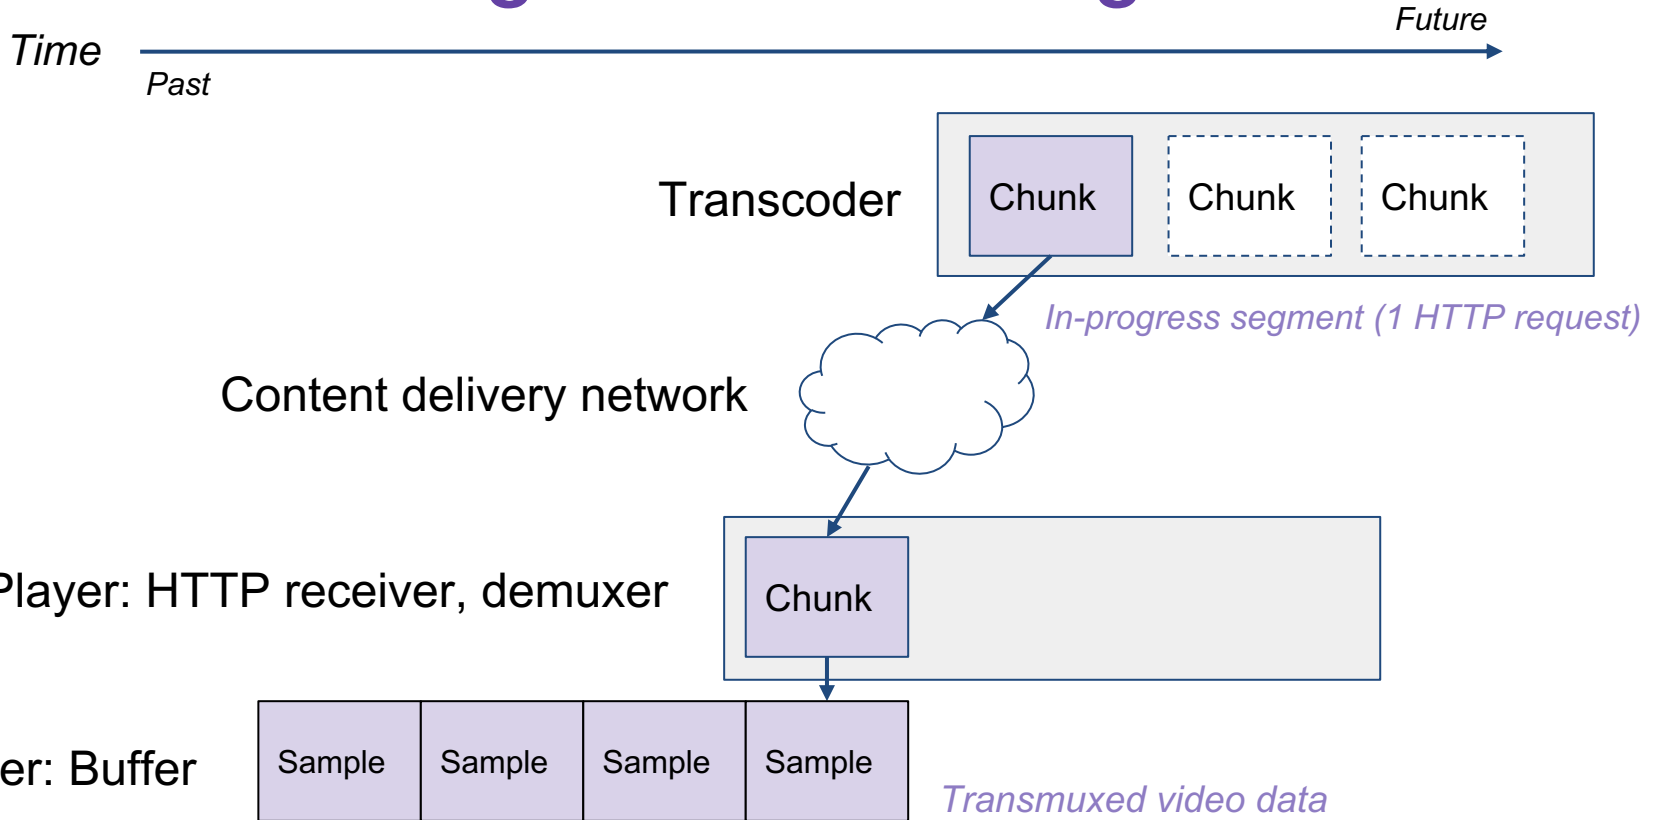 Future
Time
Past
Transcoder
Chunk
Chunk
Chunk
In-progress segment (1 HTTP request)
Content delivery network
Player: HTTP receiver, demuxer
Chunk
er: Buffer
Sample
Sample
Sample
Sample
Transmuxed video data